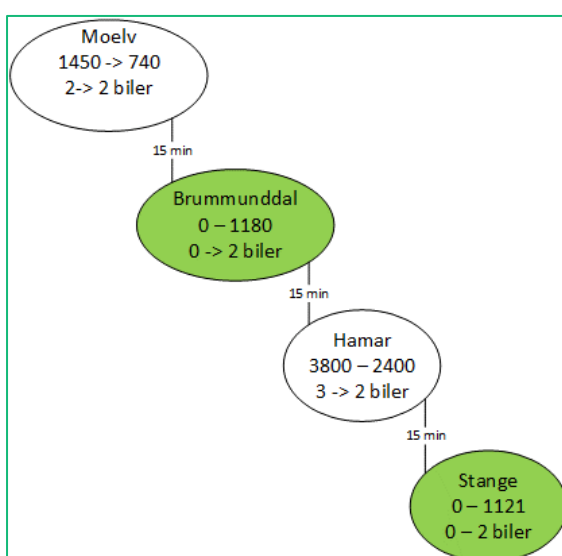 Moelv
1450 -> 740
2-> 2 biler
15 min
Brummunddal
0 – 1180
0 -> 2 biler
15 min
Hamar
3800 – 2400
3 -> 2 biler
15 min
Stange
0 – 1121
0 – 2 biler